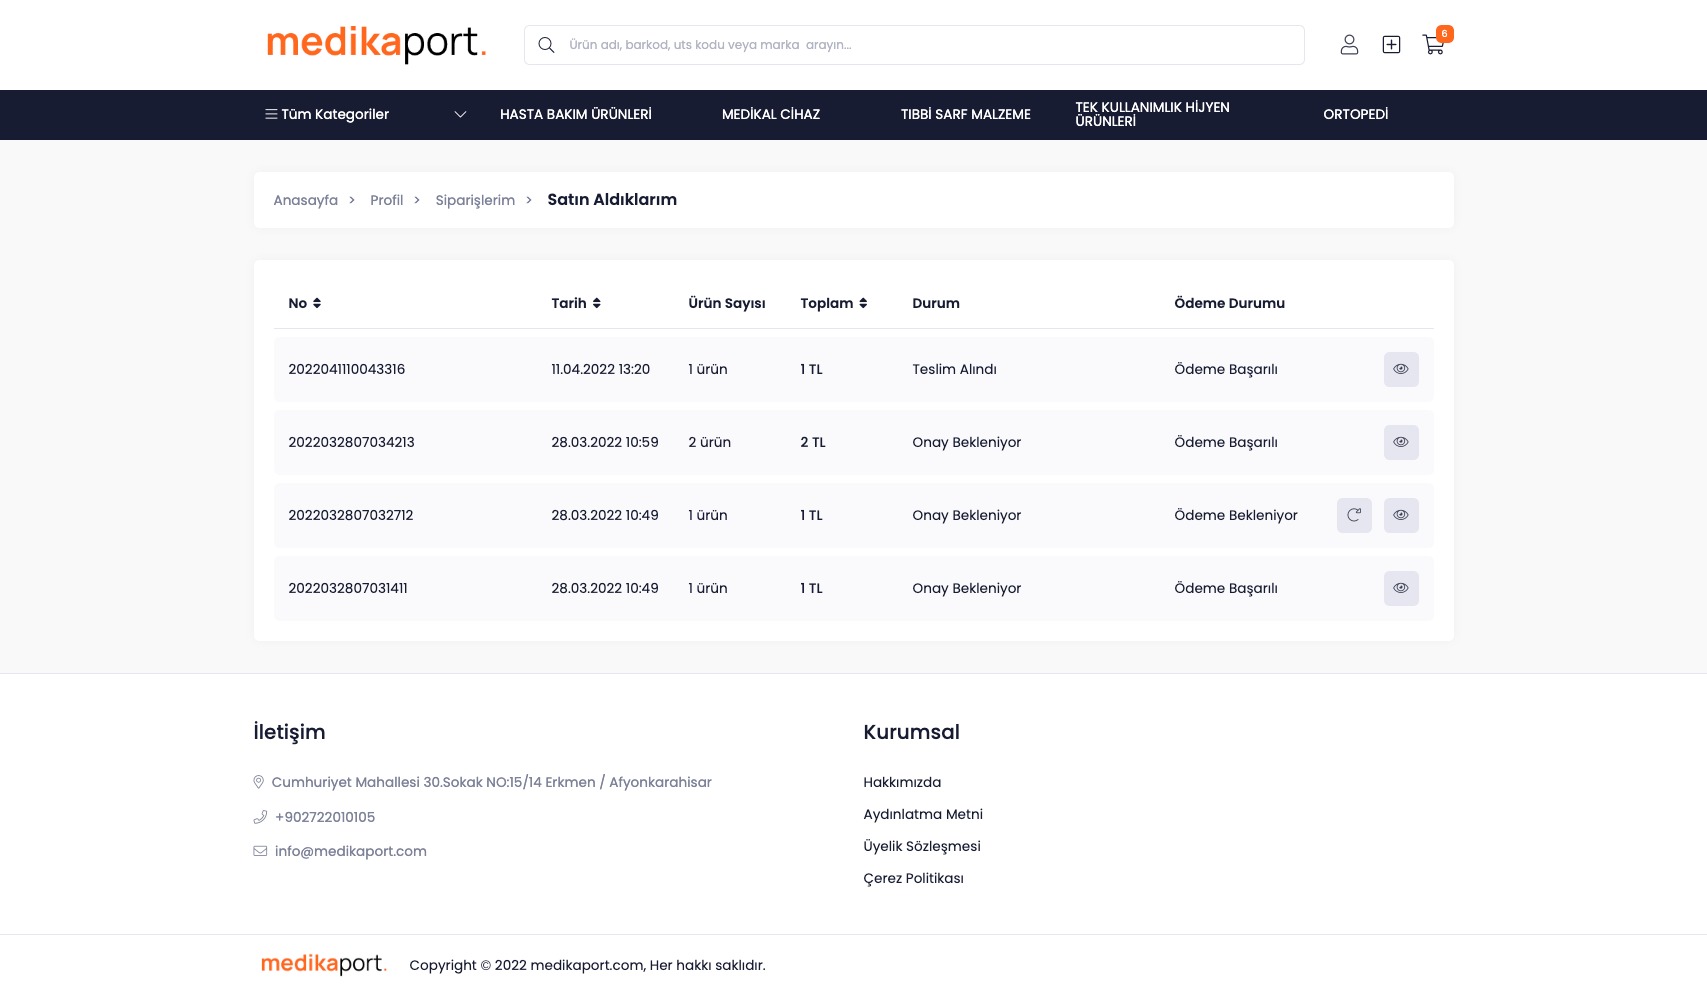 medikaport.
Ürün adı, barkod, uts kodu veya marka arayın...
6
Tüm Kategoriler
HASTA BAKIM ÜRÜNLERİ
MEDİKAL CİHAZ
TIBBİ SARF MALZEME
TEK KULLANIMLIK HİJYEN
ÜRÜNLERİ
ORTOPEDİ
Anasayfa > Profil > Siparişlerim > Satın Aldıklarım
No Tarih Ürün Sayısı Toplam Durum Ödeme Durumu
2022041110043316 11.04.2022 13:20 1 ürün 1 TL Teslim Alındı Ödeme Başarılı
2022032807034213 28.03.2022 10:59 2 ürün 2 TL Onay Bekleniyor Ödeme Başarılı
2022032807032712 28.03.2022 10:49 1 ürün 1 TL Onay Bekleniyor Ödeme Bekleniyor
2022032807031411 28.03.2022 10:49 1 ürün 1 TL Onay Bekleniyor Ödeme Başarılı
İletişim
Cumhuriyet Mahallesi 30.Sokak NO:15/14 Erkmen / Afyonkarahisar
+902722010105
info@medikaport.com
Kurumsal
Hakkımızda
Aydınlatma Metni
Üyelik Sözleşmesi
Çerez Politikası
medikaport.
Copyright © 2022 medikaport.com, Her hakkı saklıdır.